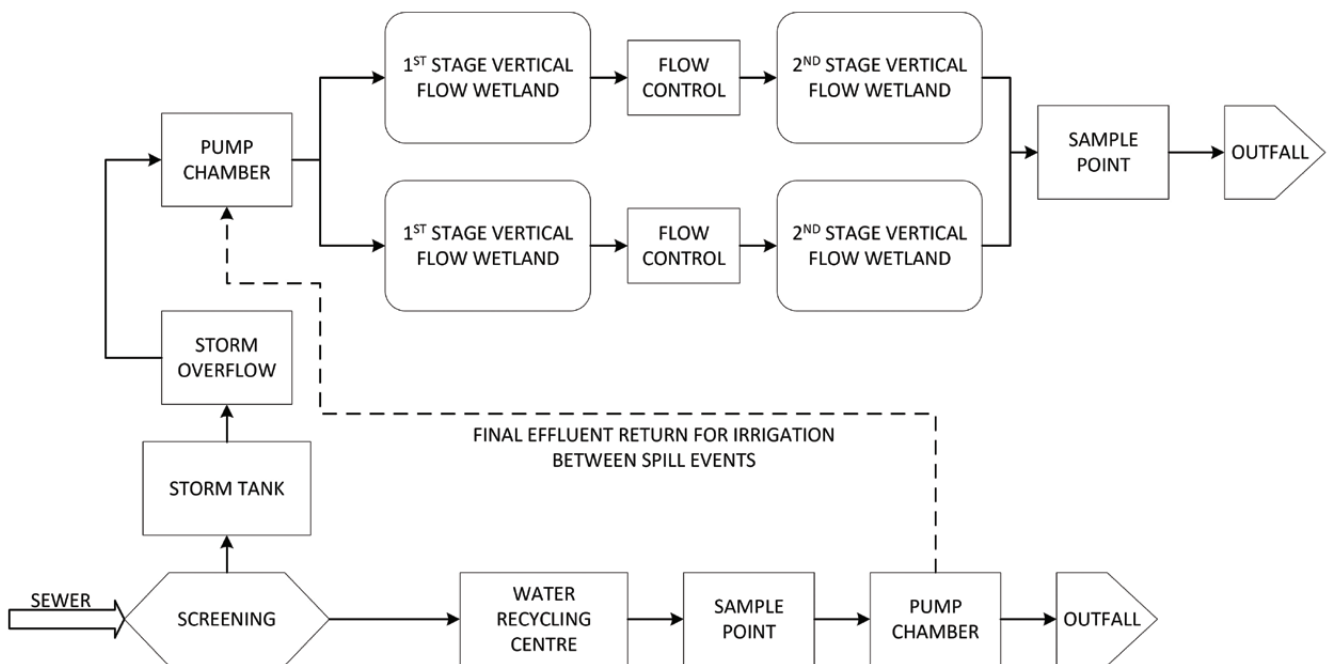 1ST STAGE VERTICAL
FLOW WETLAND
FLOW
CONTROL
2ND STAGE VERTICAL
FLOW WETLAND
PUMP
CHAMBER
SAMPLE
POINT
OUTFALL
1ST STAGE VERTICAL
FLOW WETLAND
FLOW
CONTROL
2ND STAGE VERTICAL
FLOW WETLAND
STORM
OVERFLOW
FINAL EFFLUENT RETURN FOR IRRIGATION
BETWEEN SPILL EVENTS
STORM TANK
SEWER
SCREENING
WATER
RECYCLING
CENTRE
SAMPLE
POINT
PUMP
CHAMBER
OUTFALL